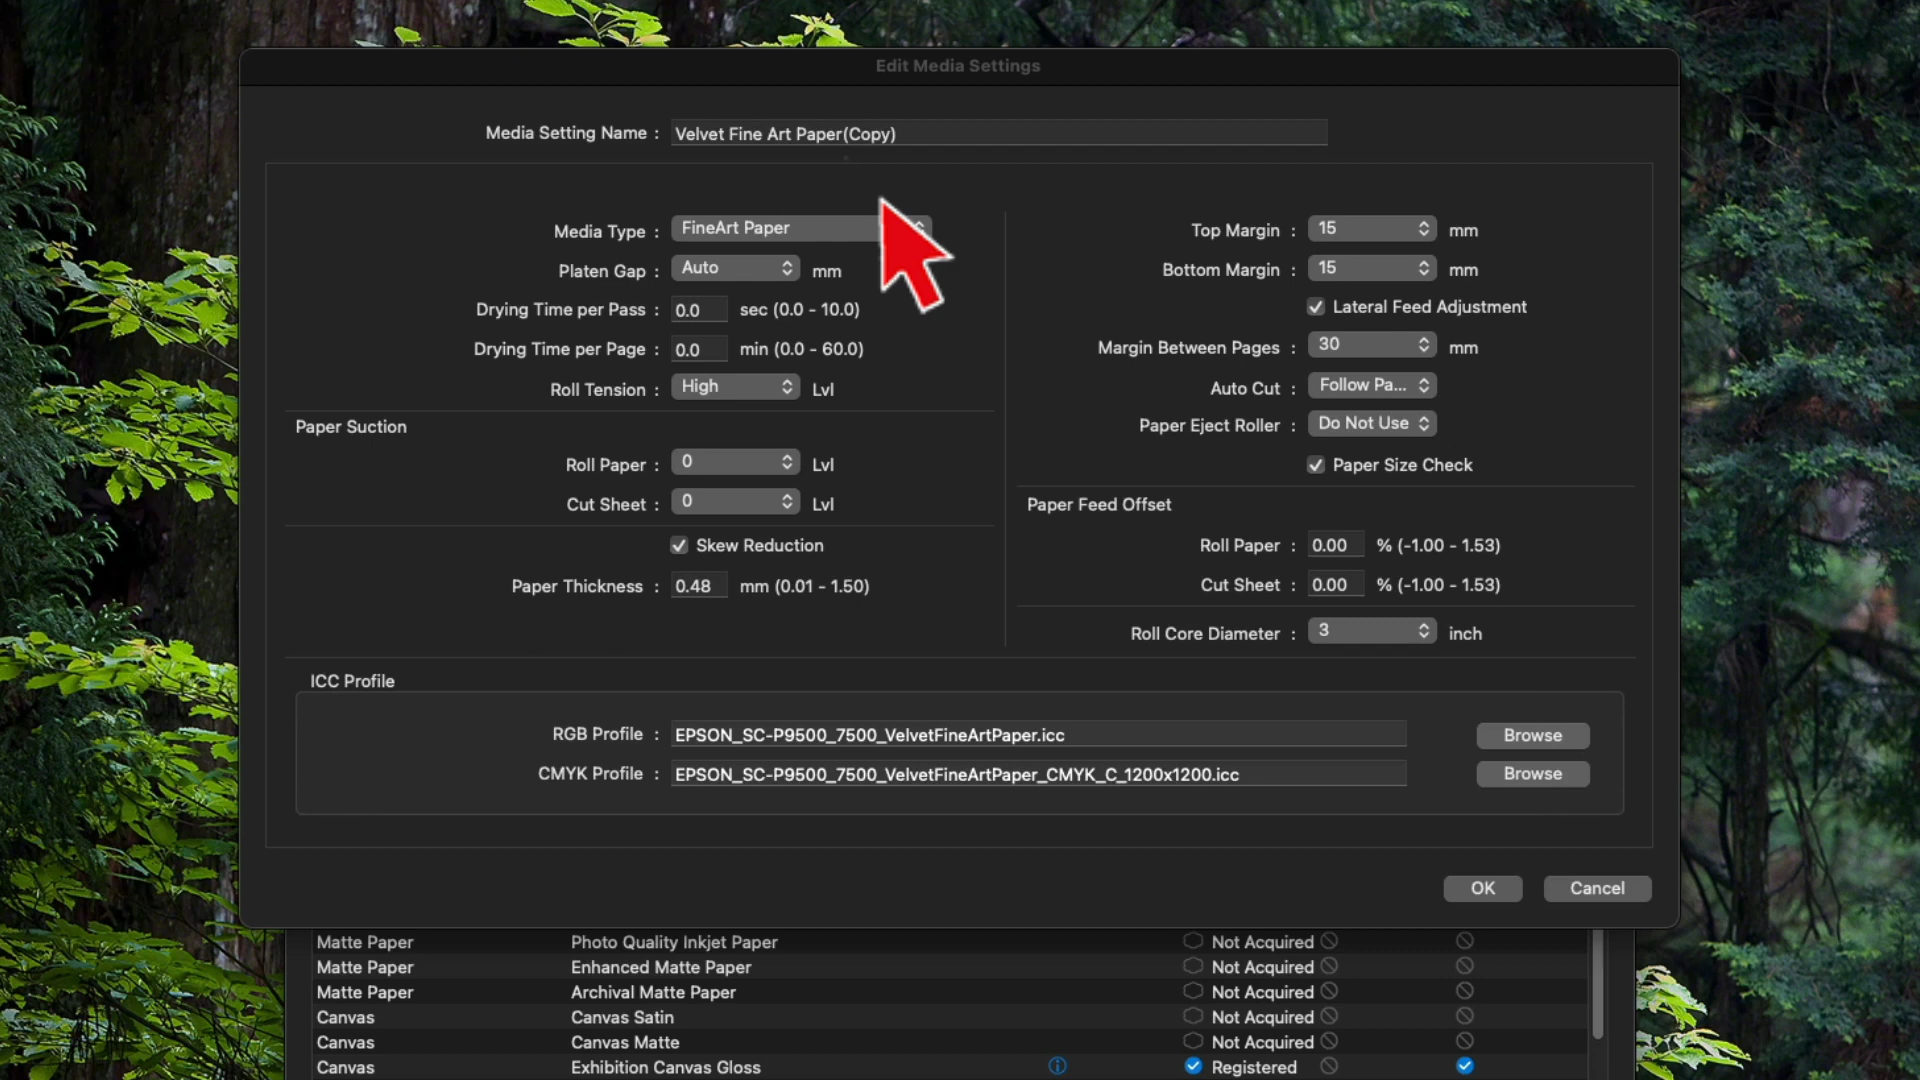 Edit Media Settings
Media Setting Name : Velvet Fine Art Paper(Copy)
Media Type : FineArt Paper
Platen Gap : Auto mm
Drying Time per Pass : 0.0 sec (0.0 - 10.0)
Drying Time per Page : 0.0 min (0.0 - 60.0)
Roll Tension : High Lvl
Paper Suction
Roll Paper : 0 Lvl
Cut Sheet : 0 Lvl
Skew Reduction
Paper Thickness : 0.48 mm (0.01 - 1.50)
Top Margin : 15 mm
Bottom Margin : 15 mm
Lateral Feed Adjustment
Margin Between Pages : 30 mm
Auto Cut : Follow Pa...
Paper Eject Roller : Do Not Use
Paper Size Check
Paper Feed Offset
Roll Paper : 0.00 % (-1.00 - 1.53)
Cut Sheet : 0.00 % (-1.00 - 1.53)
Roll Core Diameter : 3 inch
ICC Profile
RGB Profile : EPSON_SC-P9500_7500_VelvetFineArtPaper.icc Browse
CMYK Profile : EPSON_SC-P9500_7500_VelvetFineArtPaper_CMYK_C_1200x1200.icc Browse
OK Cancel
Matte Paper Photo Quality Inkjet Paper Not Acquired
Matte Paper Enhanced Matte Paper Not Acquired
Matte Paper Archival Matte Paper Not Acquired
Canvas Canvas Satin Not Acquired
Canvas Canvas Matte Not Acquired
Canvas Exhibition Canvas Gloss Registered